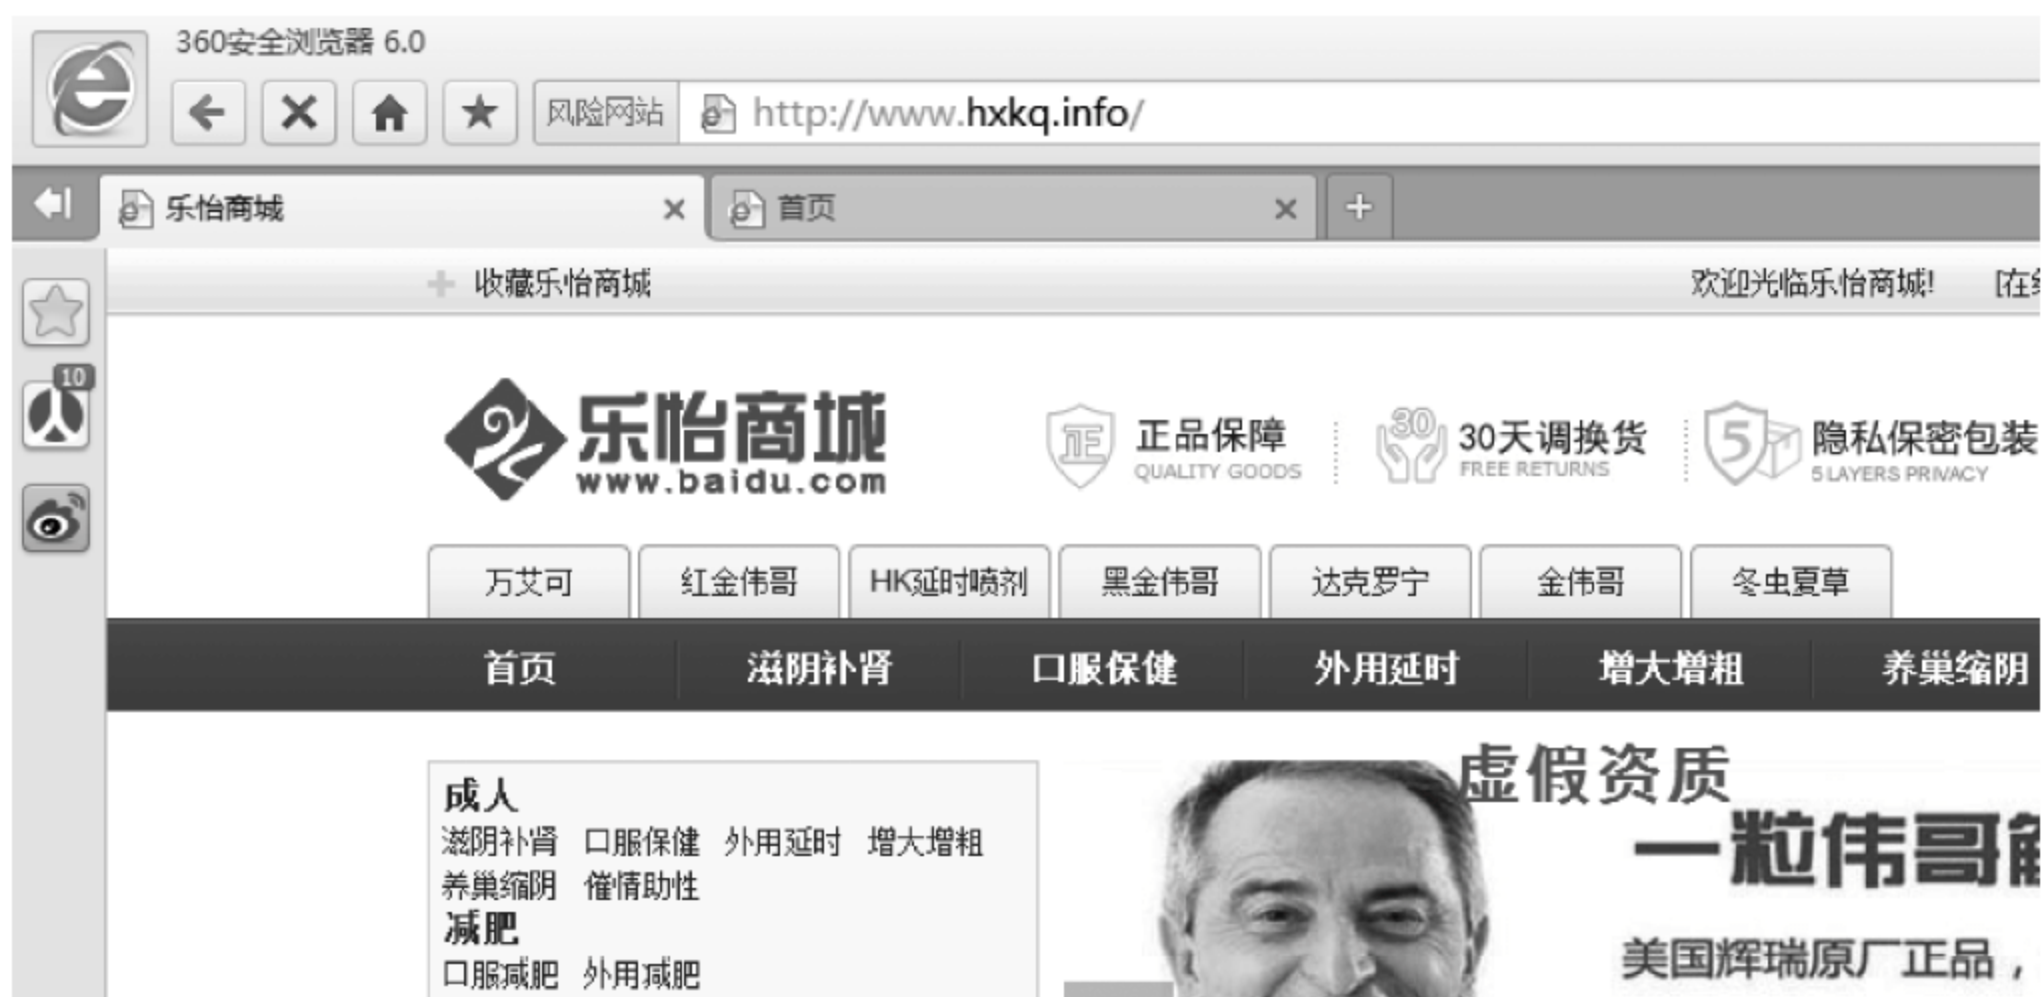 360安全浏览器 6.0
风险网站 http://www.hxkq.info/
乐怡商城 首页
收藏乐怡商城 欢迎光临乐怡商城! [在
10
乐怡商城
www.baidu.com
正品保障
QUALITY GOODS
30
30天调换货
FREE RETURNS
5
隐私保密包装
5 LAYERS PRIVACY
正
万艾可 红金伟哥 HK延时喷剂 黑金伟哥 达克罗宁 金伟哥 冬虫夏草
首页 滋阴补肾 口服保健 外用延时 增大增粗 养巢缩阴
成人
滋阴补肾 口服保健 外用延时 增大增粗
养巢缩阴 催情助性
减肥
口服减肥 外用减肥
虚假资质
一粒伟哥
美国辉瑞原厂正品，